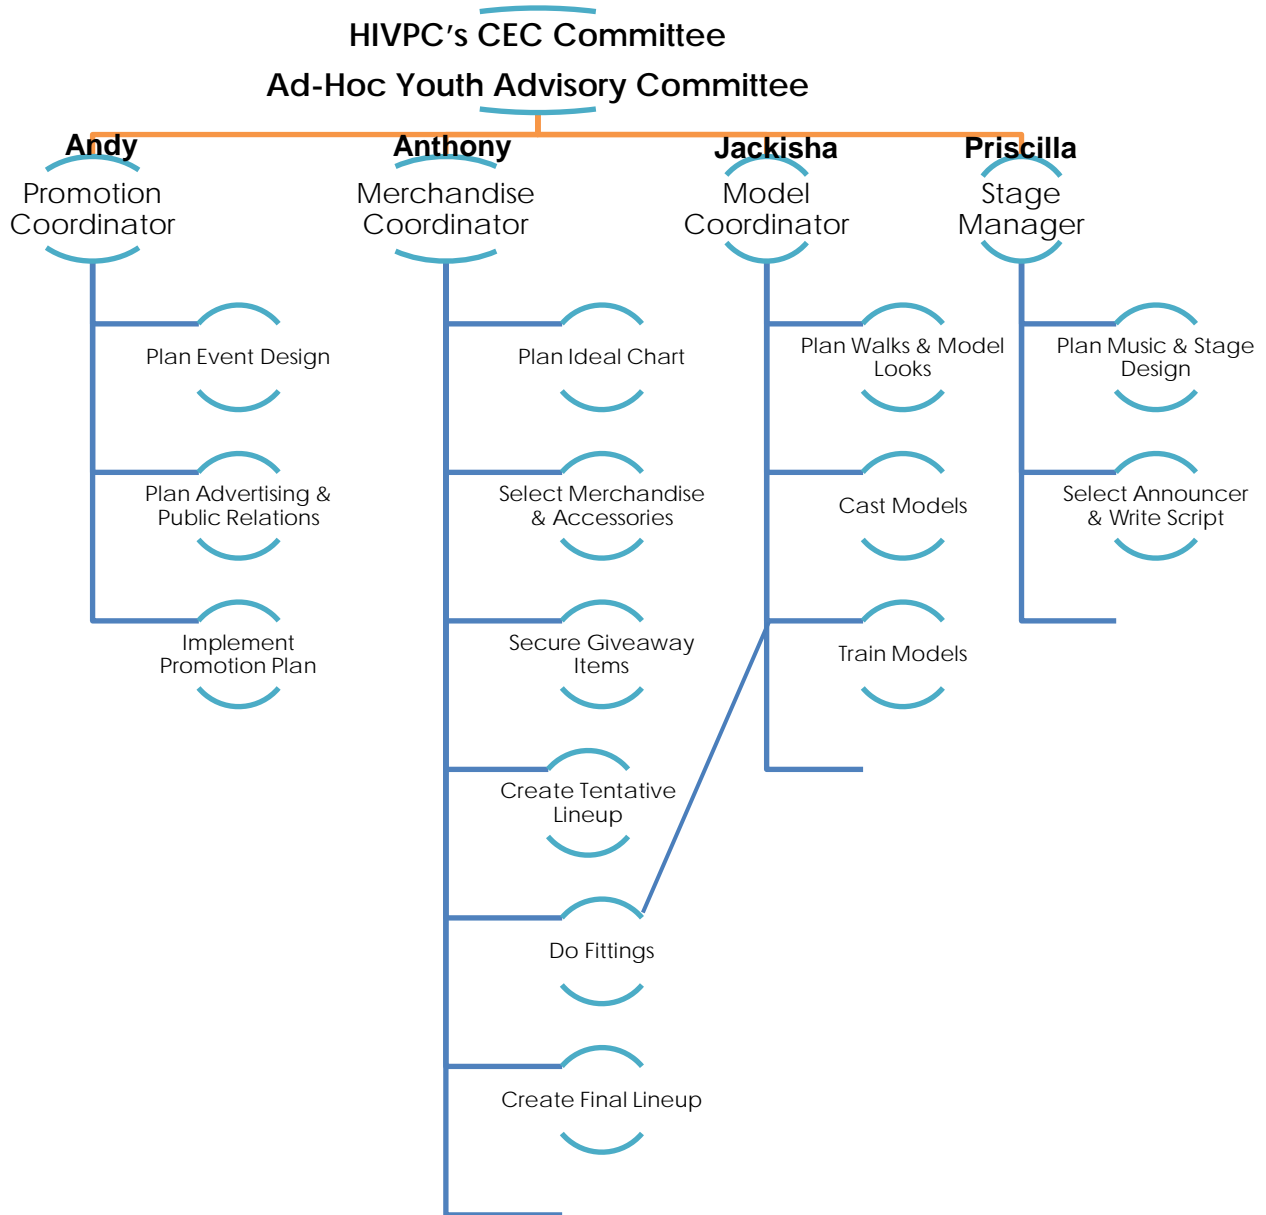 HIVPC's CEC Committee
Ad-Hoc Youth Advisory Committee
Andy
Promotion
Coordinator
Plan Event Design
Plan Advertising &
Public Relations
Implement
Promotion Plan
Anthony
Merchandise
Coordinator
Plan Ideal Chart
Select Merchandise
& Accessories
Secure Giveaway
Items
Create Tentative
Lineup
Do Fittings
Create Final Lineup
Jackisha
Model
Coordinator
Plan Walks & Model
Looks
Cast Models
Train Models
Priscilla
Stage
Manager
Plan Music & Stage
Design
Select Announcer
& Write Script